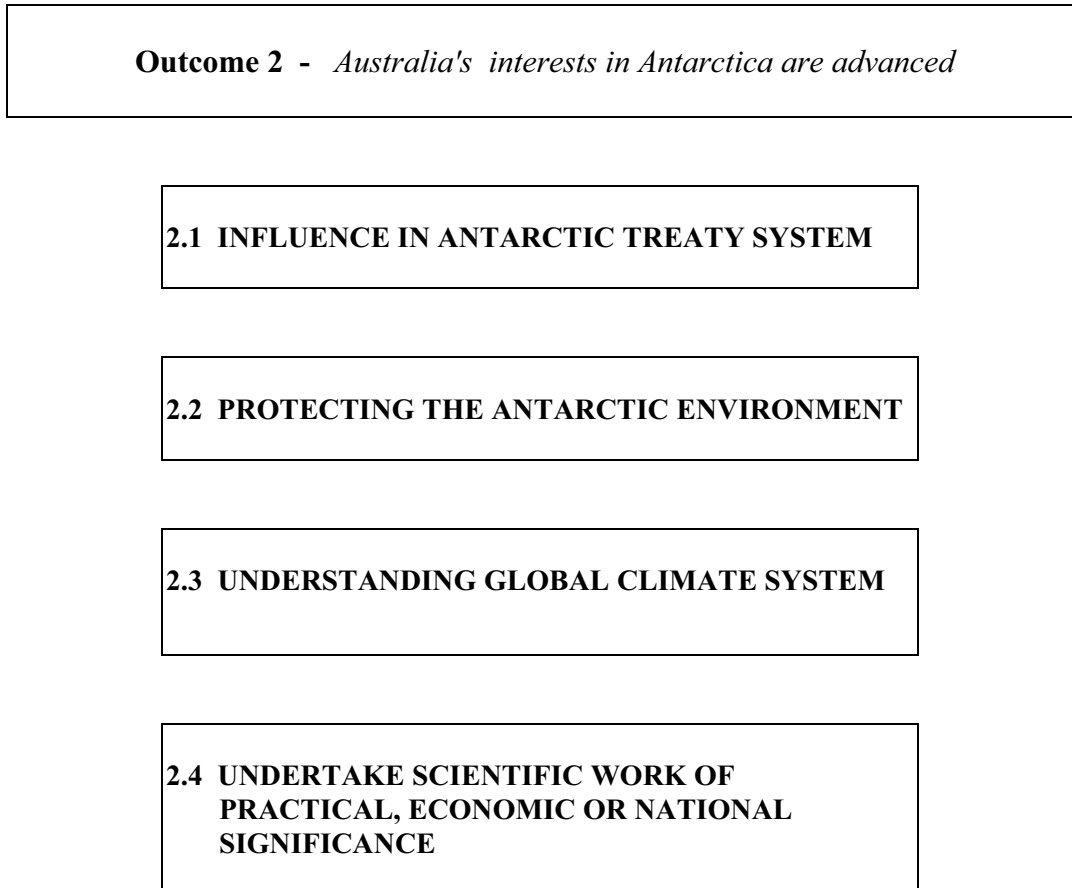 Outcome 2 - Australia's interests in Antarctica are advanced
2.1 INFLUENCE IN ANTARCTIC TREATY SYSTEM
2.2 PROTECTING THE ANTARCTIC ENVIRONMENT
2.3 UNDERSTANDING GLOBAL CLIMATE SYSTEM
2.4 UNDERTAKE SCIENTIFIC WORK OF
PRACTICAL, ECONOMIC OR NATIONAL
SIGNIFICANCE